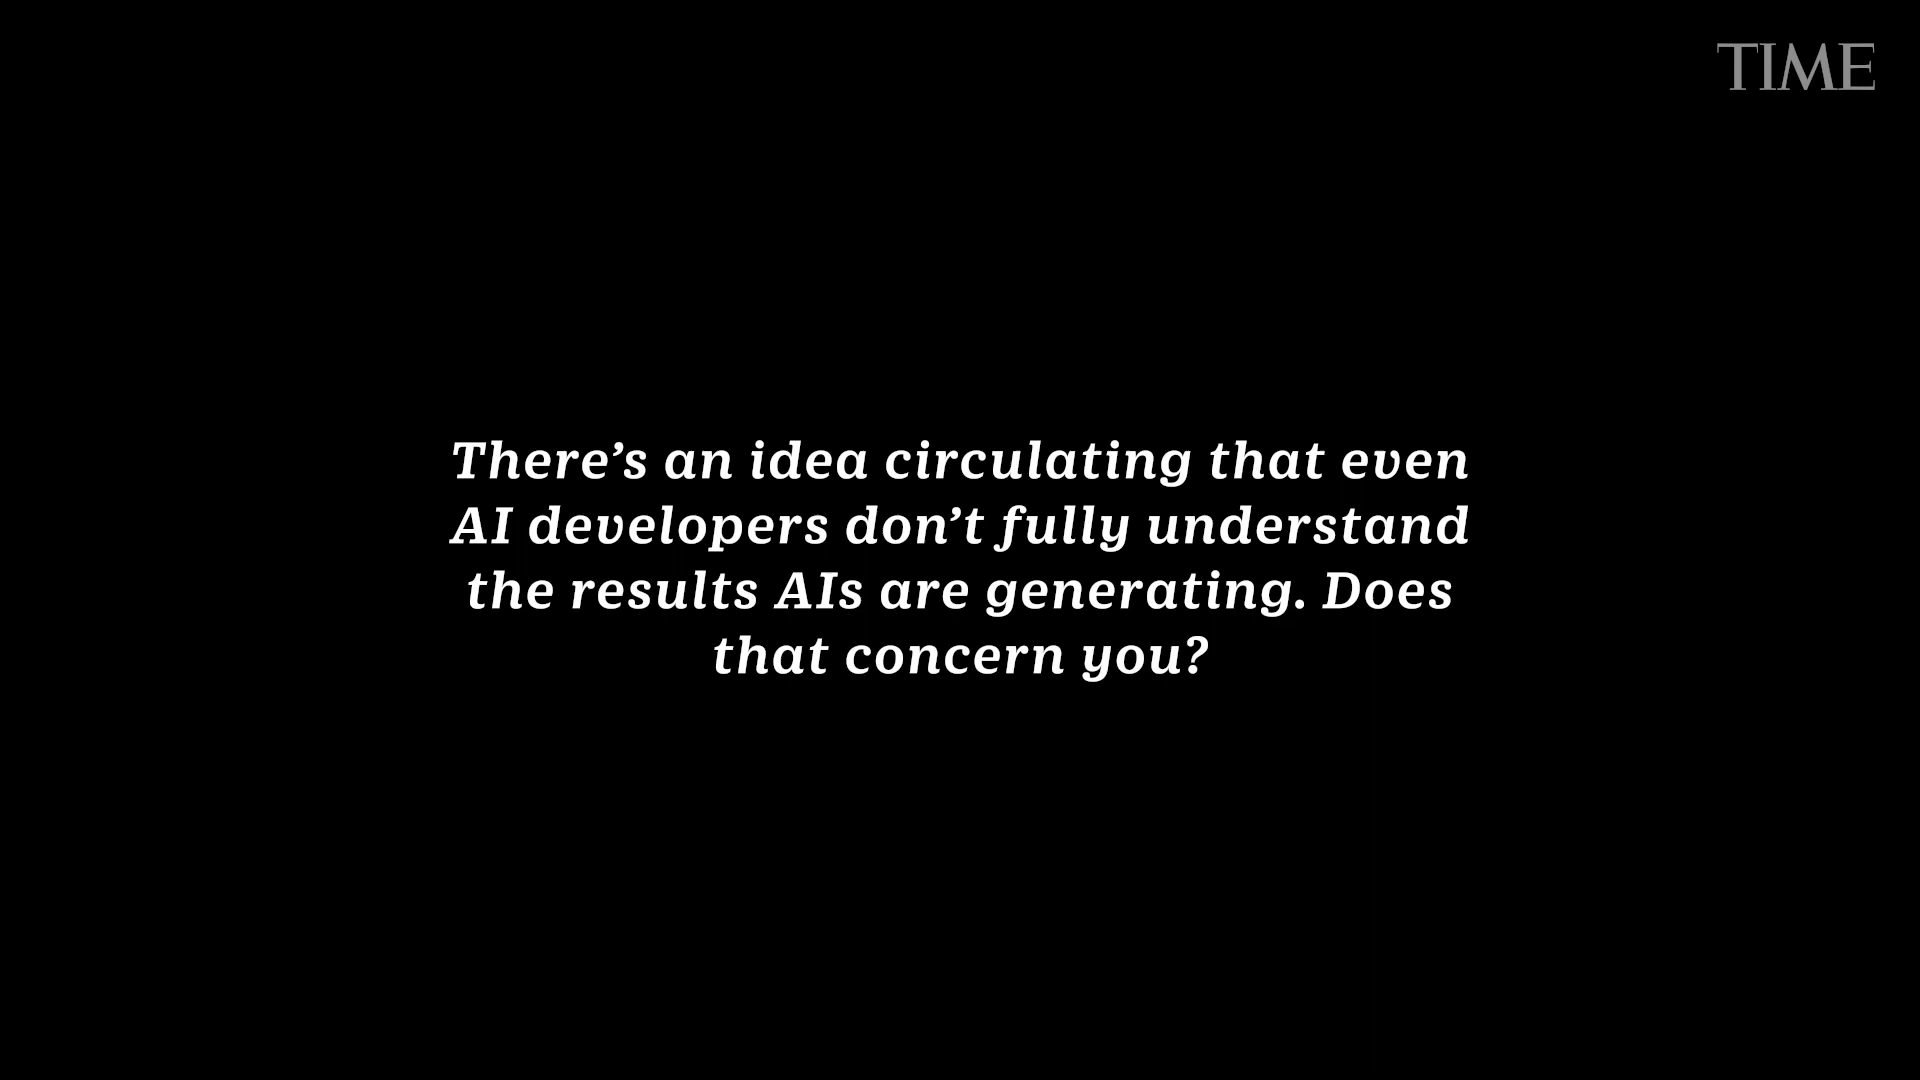 TIME
There’s an idea circulating that even
AI developers don’t fully understand
the results AIs are generating. Does
that concern you?